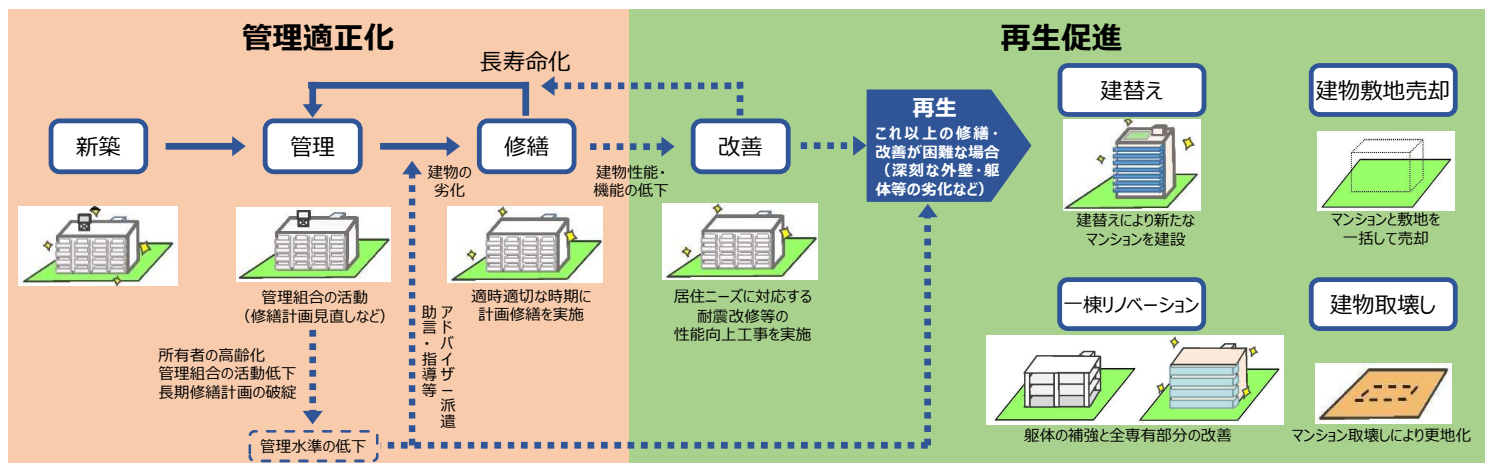 管理適正化
再生促進
長寿命化
新築
管理
修繕
改善
建物の
劣化
建物性能・
機能の低下
再生
これ以上の修繕・
改善が困難な場合
（深刻な外壁・躯
体等の劣化など）
建替え
建替えにより新たな
マンションを建設
建物敷地売却
マンションと敷地を
一括して売却
管理組合の活動
（修繕計画見直しなど）
適時適切な時期に
計画修繕を実施
居住ニーズに対応する
耐震改修等の
性能向上工事を実施
所有者の高齢化
管理組合の活動低下
長期修繕計画の破綻
アドバイザー派遣
助言・指導等
管理水準の低下
一棟リノベーション
躯体の補強と全専有部分の改善
建物取壊し
マンション取壊しにより更地化